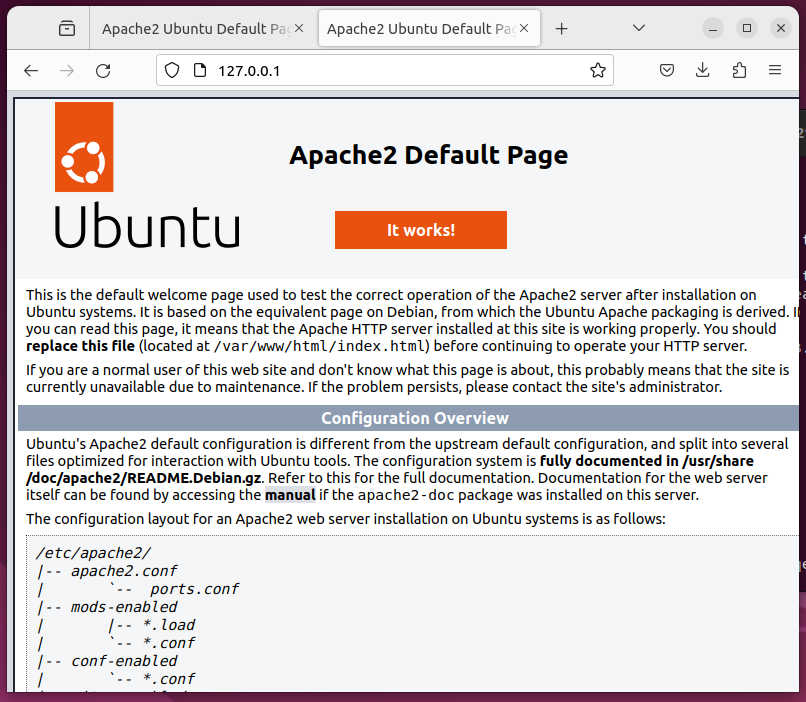 Apache2 Ubuntu Default Pa
Apache2 Ubuntu Default Pa
127.0.0.1
Ubuntu
Apache2 Default Page
It works!
This is the default welcome page used to test the correct operation of the Apache2 server after installation on
Ubuntu systems. It is based on the equivalent page on Debian, from which the Ubuntu Apache packaging is derived. I
you can read this page, it means that the Apache HTTP server installed at this site is working properly. You should
replace this file (located at /var/www/html/index.html) before continuing to operate your HTTP server.
If you are a normal user of this web site and don't know what this page is about, this probably means that the site is
currently unavailable due to maintenance. If the problem persists, please contact the site's administrator.
Configuration Overview
Ubuntu's Apache2 default configuration is different from the upstream default configuration, and split into several
files optimized for interaction with Ubuntu tools. The configuration system is fully documented in /usr/share
/doc/apache2/README.Debian.gz. Refer to this for the full documentation. Documentation for the web server
itself can be found by accessing the manual if the apache2-doc package was installed on this server.
The configuration layout for an Apache2 web server installation on Ubuntu systems is as follows:
/etc/apache2/
|-- apache2.conf
|       `--  ports.conf
|-- mods-enabled
|       |-- *.load
|       `-- *.conf
|-- conf-enabled
|       `-- *.conf